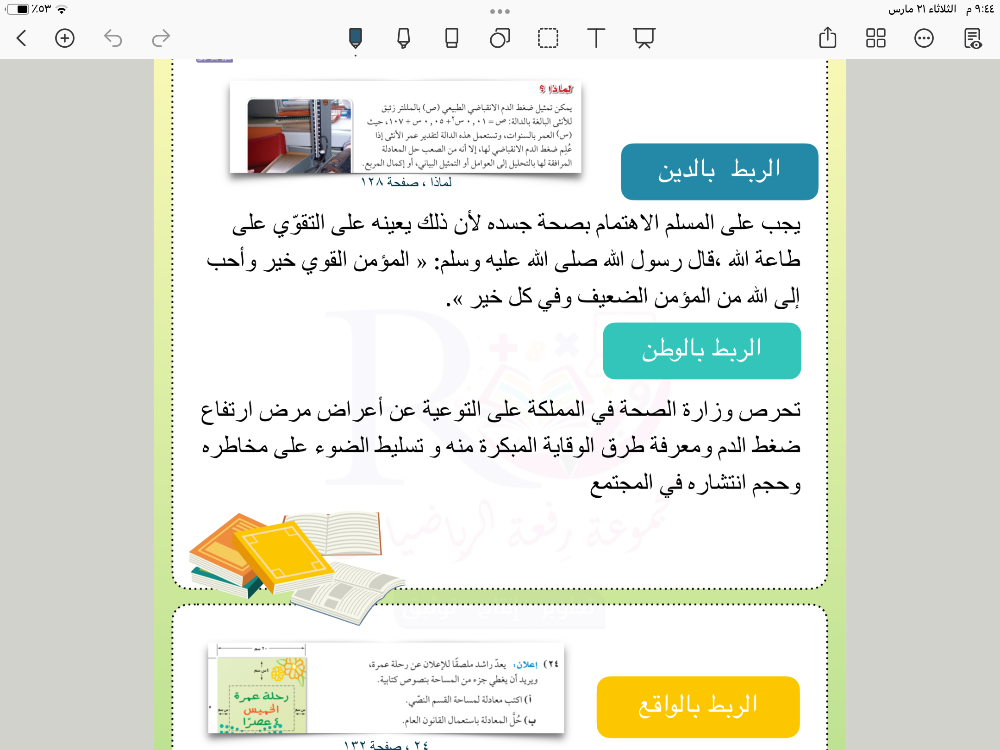 ٩:٤٤ م الثلاثاء ٢١ مارس
٪٥٣
لماذا ؟
يمكن تمثيل ضغط الدم الانقباضي الطبيعي (ص) بالمللتر زئبق
للأنثى البالغة بالدالة: ص = ٠,٠١ س٢ + ٠,٠٥ س + ١٠٧، حيث
(س) العمر بالسنوات، وتستعمل هذه الدالة لتقدير عمر الأنثى إذا
عُلِم ضغط الدم الانقباضي لها، إلا أنه من الصعب حل المعادلة
المرافقة لها بالتحليل إلى العوامل أو التمثيل البياني، أو إكمال المربع.
لماذا ، صفحة ١٢٨
الربط بالدين
يجب على المسلم الاهتمام بصحة جسده لأن ذلك يعينه على التقوّي على
طاعة الله ،قال رسول الله صلى الله عليه وسلم: « المؤمن القوي خير وأحب
إلى الله من المؤمن الضعيف وفي كل خير ».
الربط بالوطن
تحرص وزارة الصحة في المملكة على التوعية عن أعراض مرض ارتفاع
ضغط الدم ومعرفة طرق الوقاية المبكرة منه و تسليط الضوء على مخاطره
وحجم انتشاره في المجتمع
مجموعة رفعة الرياضيات
تطوير - إنتاج - توثيق
٢٤) إعلان: يعدّ راشد ملصقًا للإعلان عن رحلة عمرة،
ويريد أن يغطي جزء من المساحة بنصوص كتابية.
أ) اكتب معادلة لمساحة القسم النصّي.
ب) حُلَّ المعادلة باستعمال القانون العام.
٢٠ سم
٤س سم
رحلة عمرة
الخميس
٤ عصرًا
س سم
س سم
الربط بالواقع
٢٤ ، صفحة ١٣٢